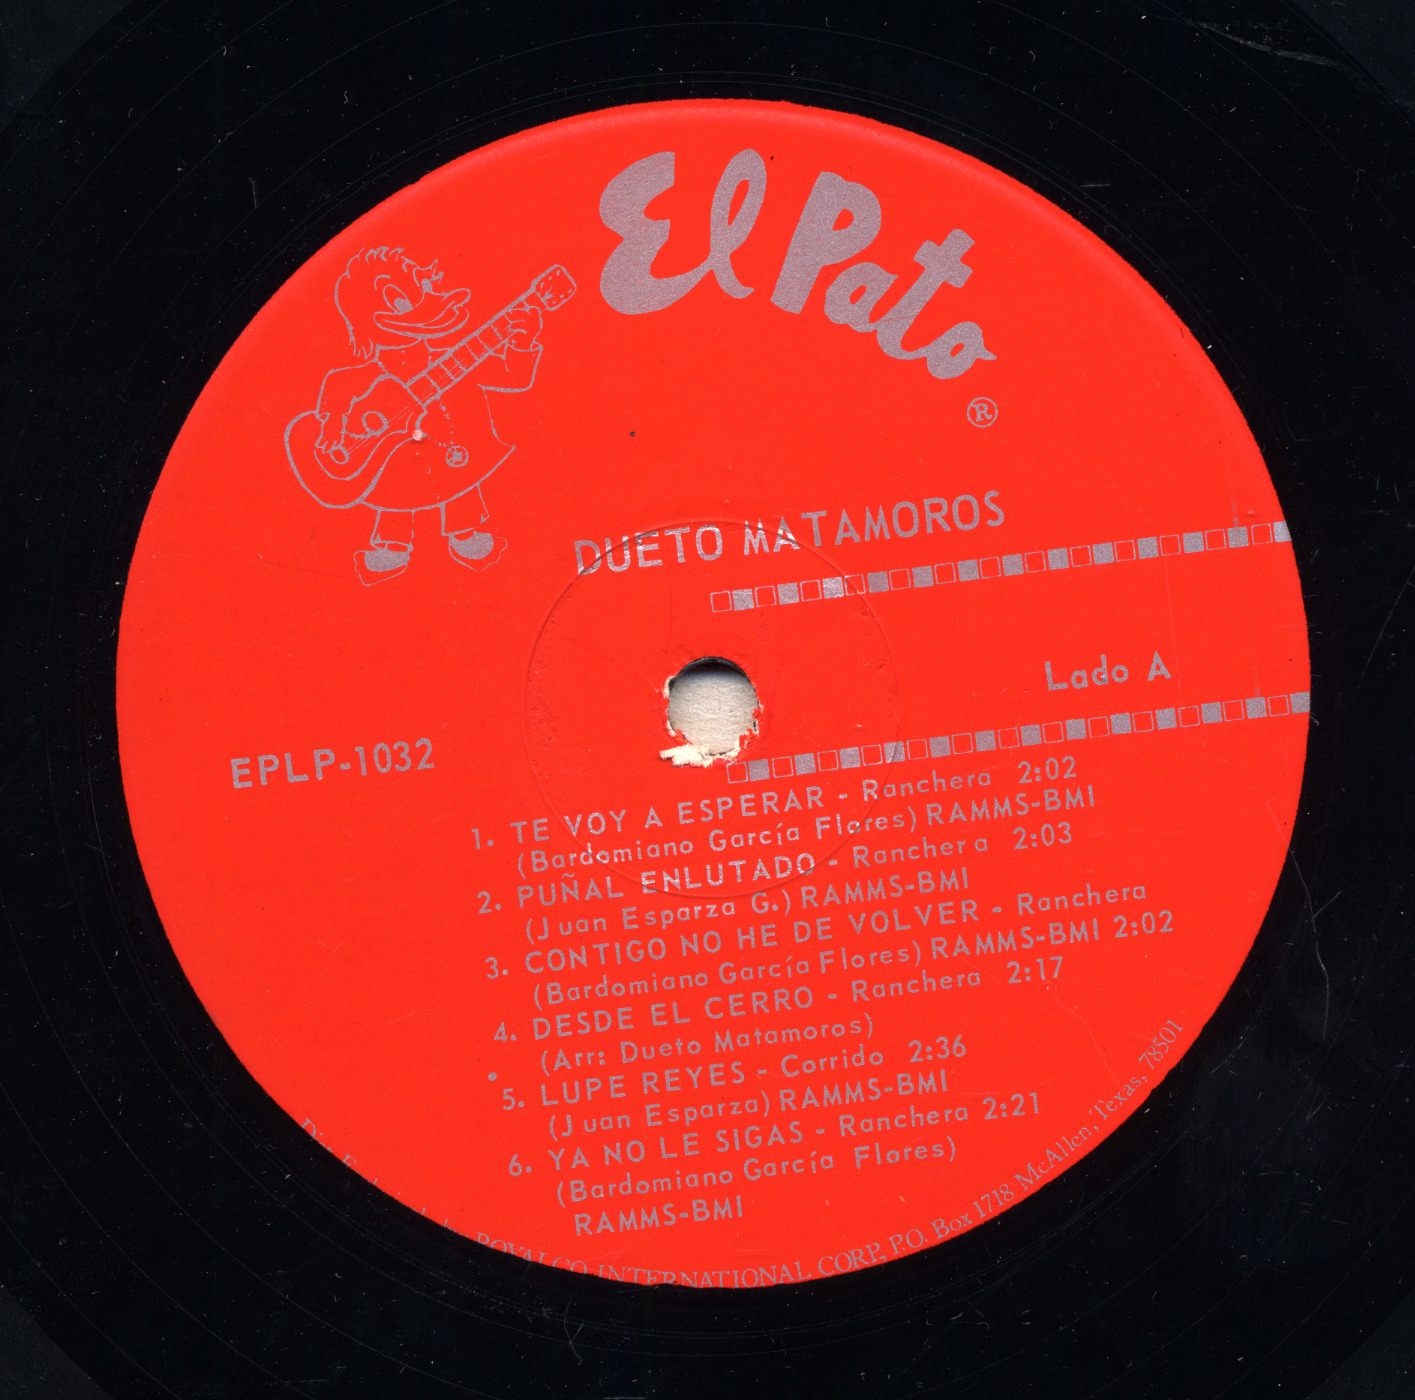 El Pato
®
DUETO MATAMOROS
Lado A
EPLP-1032
1. TE VOY A ESPERAR - Ranchera 2:02
(Bardomiano García Flores) RAMMS-BMI
2. PUÑAL ENLUTADO - Ranchera 2:03
(Juan Esparza G.) RAMMS-BMI
3. CONTIGO NO HE DE VOLVER - Ranchera
(Bardomiano García Flores) RAMMS-BMI 2:02
4. DESDE EL CERRO - Ranchera 2:17
(Arr: Dueto Matamoros)
5. LUPE REYES - Corrido 2:36
(Juan Esparza) RAMMS-BMI
6. YA NO LE SIGAS - Ranchera 2:21
(Bardomiano García Flores)
RAMMS-BMI
ROYALCO INTERNATIONAL CORP., P.O. Box 1718 McAllen, Texas, 78501